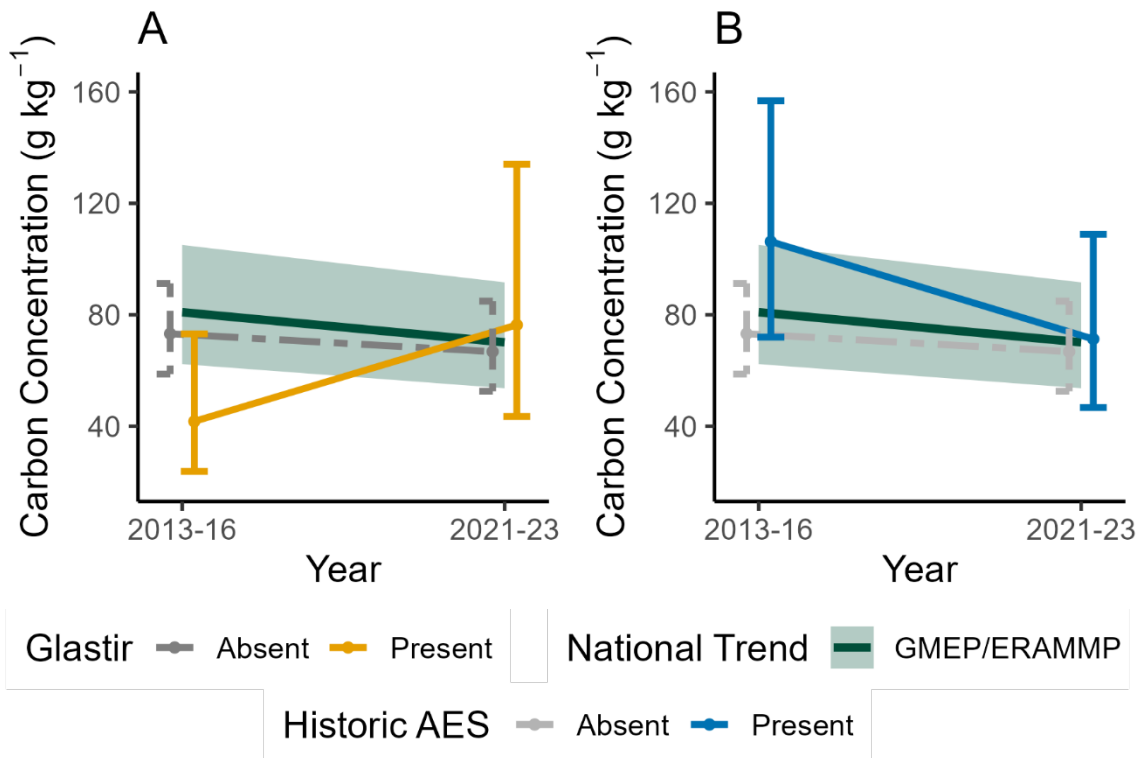 A
Carbon Concentration (g kg⁻¹)
160
120
80
40
2013-16
2021-23
Year
B
Carbon Concentration (g kg⁻¹)
160
120
80
40
2013-16
2021-23
Year
Glastir Absent Present
National Trend GMEP/ERAMMP
Historic AES Absent Present